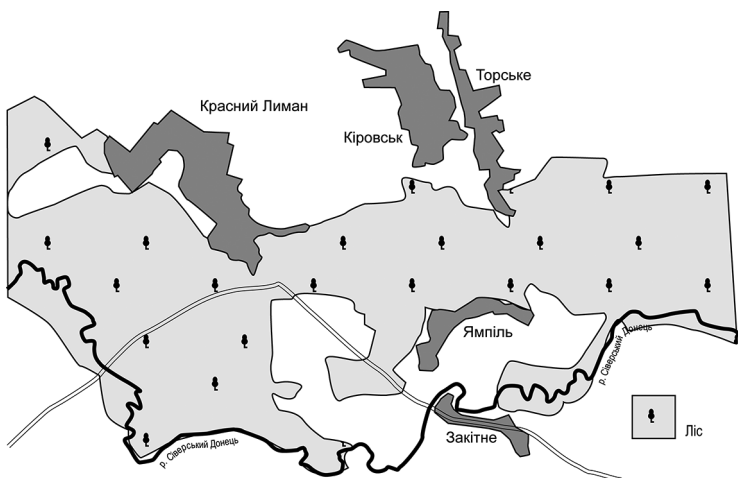 Торське
Красний Лиман
Кіровськ
Ямпіль
р. Сіверський Донець
Закітне
Ліс
р. Сіверський Донець